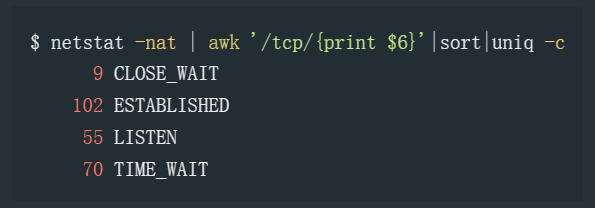 $ netstat -nat | awk '/tcp/{print $6}'|sort|uniq -c
9 CLOSE_WAIT
102 ESTABLISHED
55 LISTEN
70 TIME_WAIT